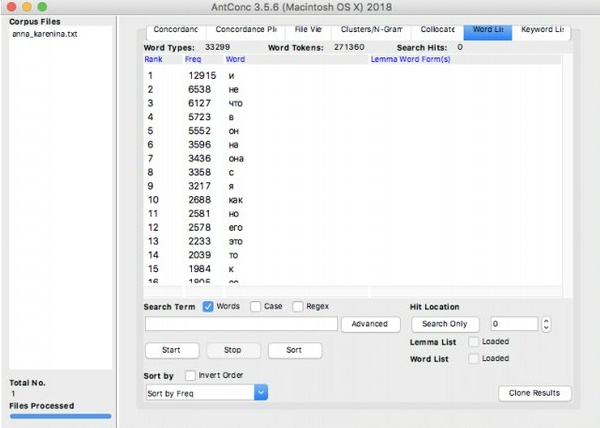 AntConc 3.5.6 (Macintosh OS X) 2018
Corpus Files
anna_karenina.txt
Concordanc Concordance Pl File Vie Clusters/N-Gram Collocate Word Lis Keyword Lis
Word Types: 33299 Word Tokens: 271360 Search Hits: 0
Rank Freq Word Lemma Word Form(s)
1 12915 и
2 6538 не
3 6127 что
4 5723 в
5 5552 он
6 3596 на
7 3436 она
8 3358 с
9 3217 я
10 2688 как
11 2581 но
12 2578 его
13 2233 это
14 2039 то
15 1984 к
16 1805 ее
Search Term Words Case Regex Hit Location
Advanced Search Only 0
Lemma List Loaded
Start Stop Sort
Word List Loaded
Sort by Invert Order
Total No.
1
Sort by Freq Clone Results
Files Processed